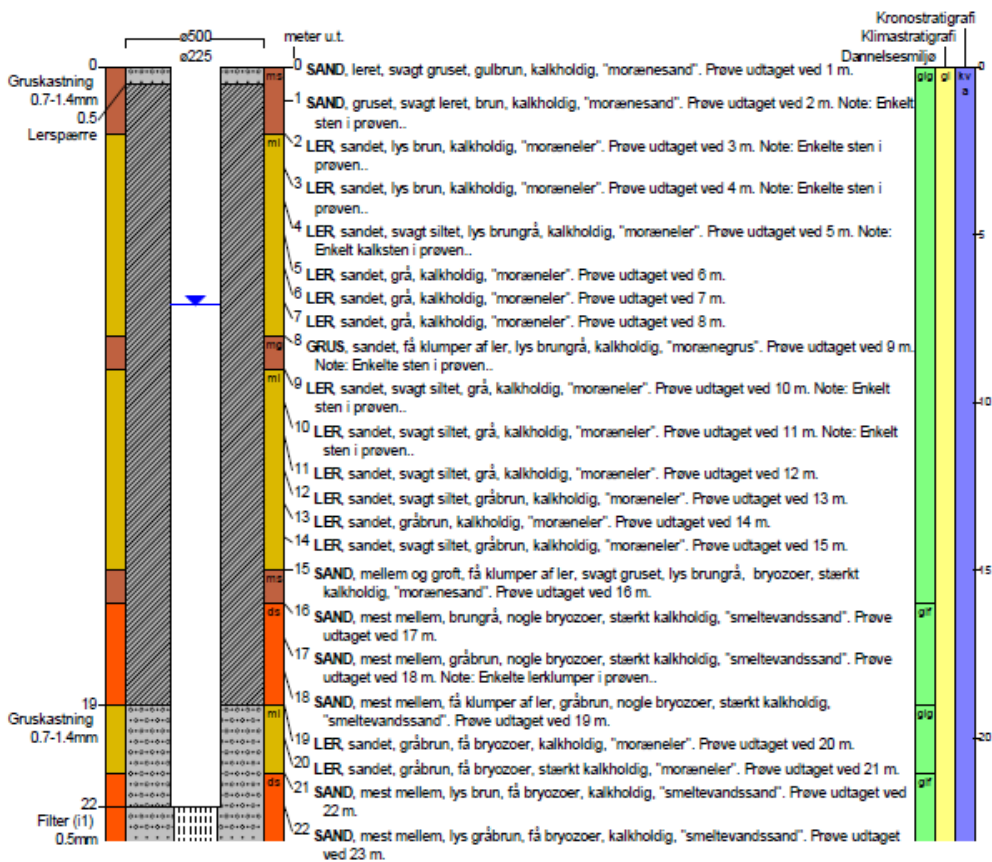 Kronostratigrafi
Klimastratigrafi
Dannelsesmiljø
ø500
ø225
meter u.t.
0
Gruskastning
0.7-1.4mm
0.5
Lerspærre
ms
0 SAND, leret, svagt gruset, gulbrun, kalkholdig, "morænesand". Prøve udtaget ved 1 m.
glg
gl
kv
a
0
1 SAND, gruset, svagt leret, brun, kalkholdig, "morænesand". Prøve udtaget ved 2 m. Note: Enkelt
sten i prøven..
ml
2 LER, sandet, lys brun, kalkholdig, "moræneler". Prøve udtaget ved 3 m. Note: Enkelte sten i
prøven..
3 LER, sandet, lys brun, kalkholdig, "moræneler". Prøve udtaget ved 4 m. Note: Enkelte sten i
prøven..
4 LER, sandet, svagt siltet, lys brungrå, kalkholdig, "moræneler". Prøve udtaget ved 5 m. Note:
Enkelt kalksten i prøven..
5
5 LER, sandet, grå, kalkholdig, "moræneler". Prøve udtaget ved 6 m.
6 LER, sandet, grå, kalkholdig, "moræneler". Prøve udtaget ved 7 m.
7 LER, sandet, grå, kalkholdig, "moræneler". Prøve udtaget ved 8 m.
mg
8 GRUS, sandet, få klumper af ler, lys brungrå, kalkholdig, "morænegrus". Prøve udtaget ved 9 m.
Note: Enkelte sten i prøven..
ml
9 LER, sandet, svagt siltet, grå, kalkholdig, "moræneler". Prøve udtaget ved 10 m. Note: Enkelt
sten i prøven..
10
10 LER, sandet, svagt siltet, grå, kalkholdig, "moræneler". Prøve udtaget ved 11 m. Note: Enkelt
sten i prøven..
11 LER, sandet, svagt siltet, grå, kalkholdig, "moræneler". Prøve udtaget ved 12 m.
12 LER, sandet, svagt siltet, gråbrun, kalkholdig, "moræneler". Prøve udtaget ved 13 m.
13 LER, sandet, gråbrun, kalkholdig, "moræneler". Prøve udtaget ved 14 m.
14 LER, sandet, svagt siltet, gråbrun, kalkholdig, "moræneler". Prøve udtaget ved 15 m.
ms
15 SAND, mellem og groft, få klumper af ler, svagt gruset, lys brungrå, bryozoer, stærkt
kalkholdig, "morænesand". Prøve udtaget ved 16 m.
15
ds
16 SAND, mest mellem, brungrå, nogle bryozoer, stærkt kalkholdig, "smeltevandssand". Prøve
udtaget ved 17 m.
glf
17 SAND, mest mellem, gråbrun, nogle bryozoer, stærkt kalkholdig, "smeltevandssand". Prøve
udtaget ved 18 m. Note: Enkelte lerklumper i prøven..
18 SAND, mest mellem, få klumper af ler, gråbrun, nogle bryozoer, stærkt kalkholdig,
"smeltevandssand". Prøve udtaget ved 19 m.
19
Gruskastning
0.7-1.4mm
ml
glg
19 LER, sandet, gråbrun, få bryozoer, kalkholdig, "moræneler". Prøve udtaget ved 20 m.
20
20 LER, sandet, gråbrun, få bryozoer, stærkt kalkholdig, "moræneler". Prøve udtaget ved 21 m.
ds
21 SAND, mest mellem, lys brun, få bryozoer, kalkholdig, "smeltevandssand". Prøve udtaget ved
22 m.
glf
22
Filter (i1)
0.5mm
22 SAND, mest mellem, lys gråbrun, få bryozoer, kalkholdig, "smeltevandssand". Prøve udtaget
ved 23 m.